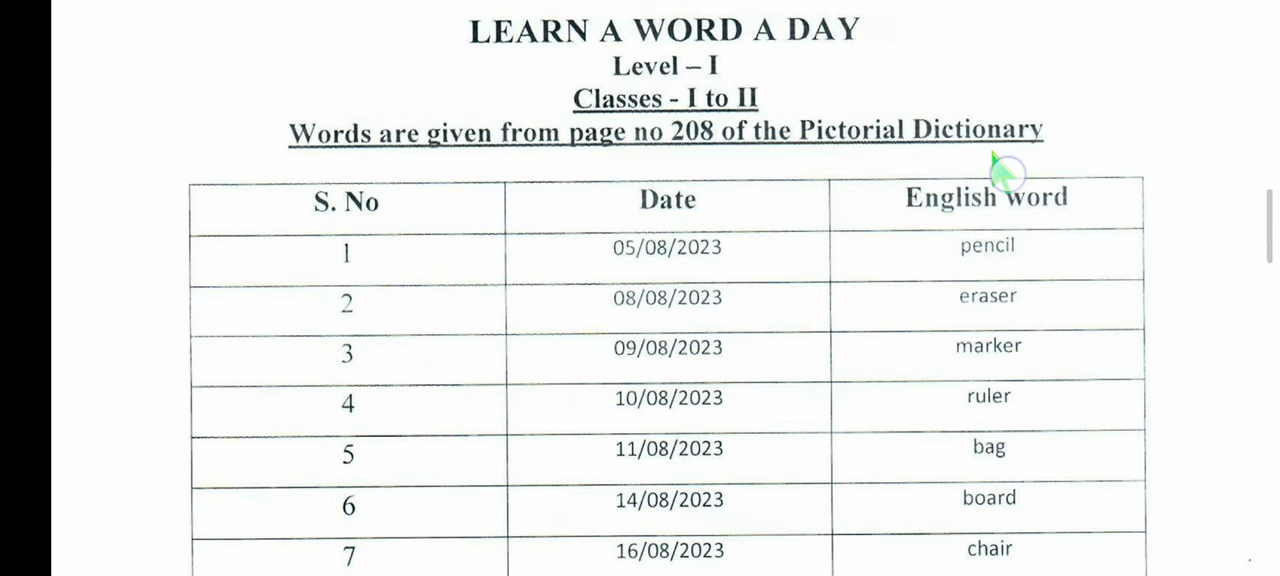 LEARN A WORD A DAY
Level – I
Classes - I to II
Words are given from page no 208 of the Pictorial Dictionary
S. No Date English word
1 05/08/2023 pencil
2 08/08/2023 eraser
3 09/08/2023 marker
4 10/08/2023 ruler
5 11/08/2023 bag
6 14/08/2023 board
7 16/08/2023 chair